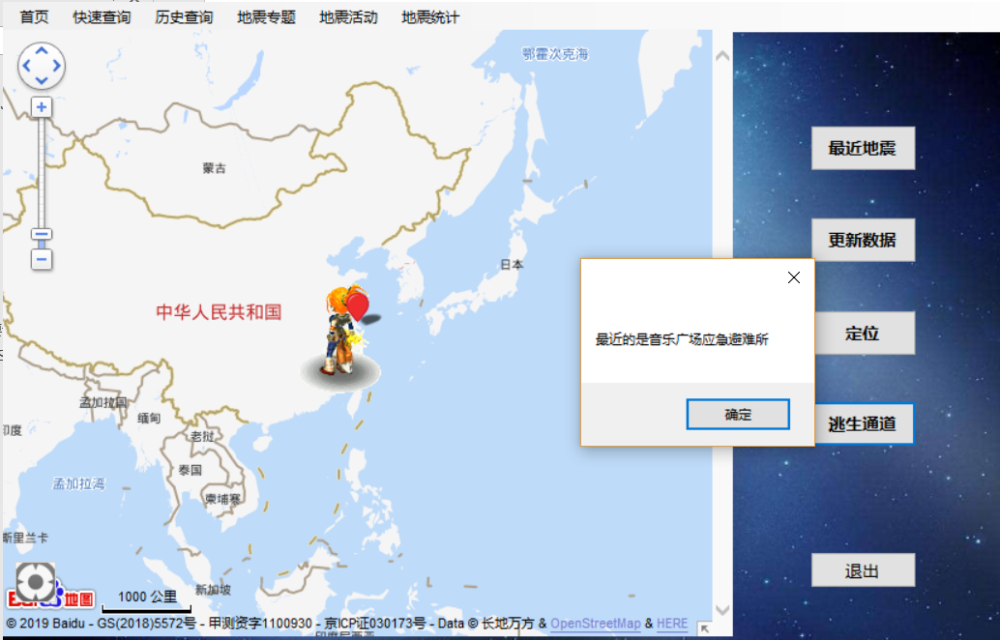 首页 快速查询 历史查询 地震专题 地震活动 地震统计
鄂霍次克海
最近地震
蒙古
更新数据
日本
中华人民共和国
定位
最近的是音乐广场应急避难所
孟加拉国
缅甸
确定
逃生通道
印度
老挝
泰国
孟加拉湾
柬埔寨
斯里兰卡
退出
新加坡
1000 公里
地图
© 2019 Baidu - GS(2018)5572号 - 甲测资字1100930 - 京ICP证030173号 - Data © 长地万方 & OpenStreetMap & HERE